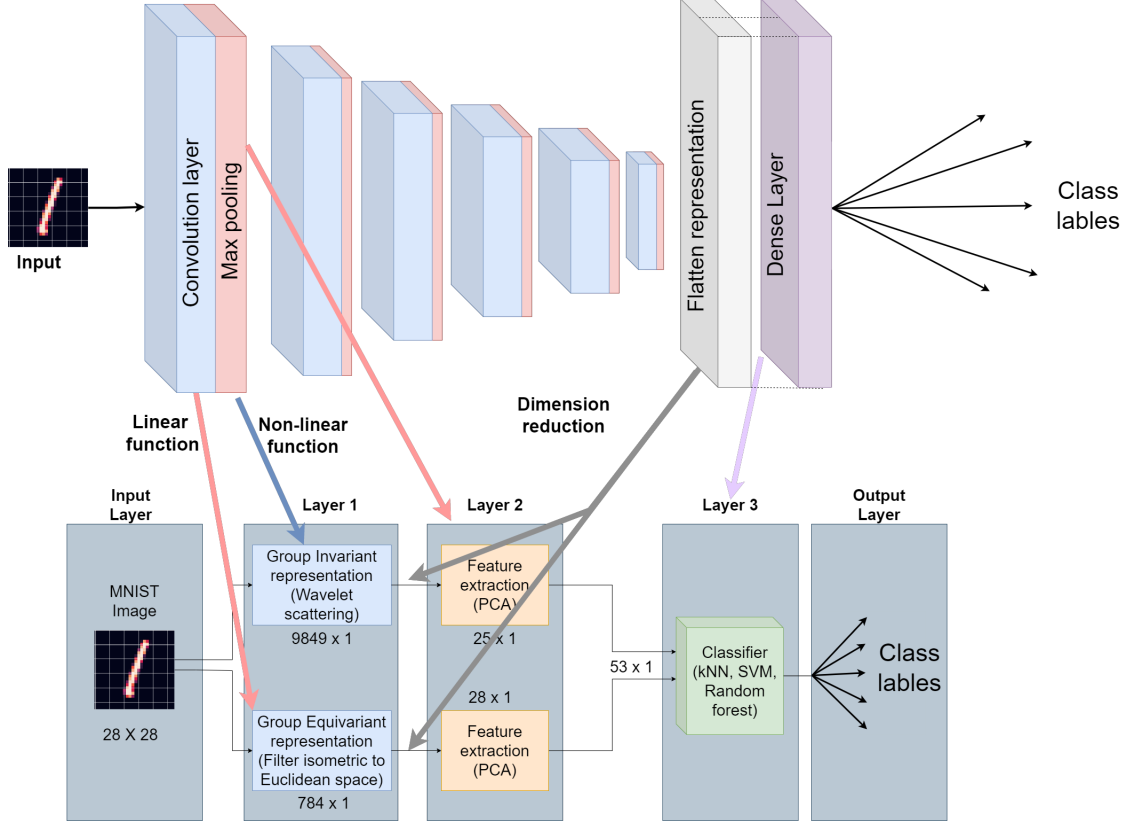 Convolution layer
Max pooling
Flatten representation
Dense Layer
Class
lables
Input
Linear
function
Non-linear
function
Dimension
reduction
Input
Layer
Layer 1
Layer 2
Layer 3
Output
Layer
MNIST
Image
28 X 28
Group Invariant
representation
(Wavelet
scattering)
9849 x 1
Group Equivariant
representation
(Filter isometric to
Euclidean space)
784 x 1
Feature
extraction
(PCA)
25 x 1
28 x 1
Feature
extraction
(PCA)
53 x 1
Classifier
(kNN, SVM,
Random
forest)
Class
lables